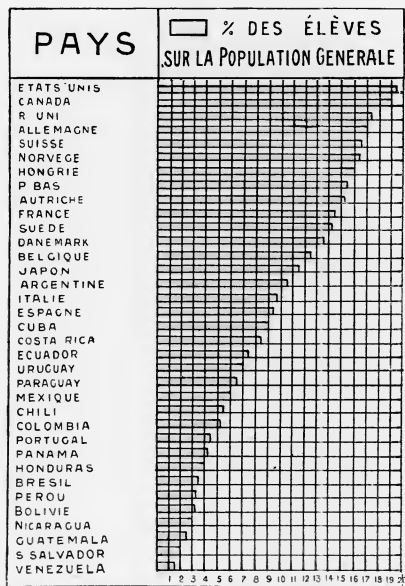 PAYS
% DES ÉLÈVES
SUR LA POPULATION GENERALE
ETATS UNIS
CANADA
R UNI
ALLEMAGNE
SUISSE
NORVEGE
HONGRIE
P BAS
AUTRICHE
FRANCE
SUEDE
DANEMARK
BELGIQUE
JAPON
ARGENTINE
ITALIE
ESPAGNE
CUBA
COSTA RICA
ECUADOR
URUGUAY
PARAGUAY
MEXIQUE
CHILI
COLOMBIA
PORTUGAL
PANAMA
HONDURAS
BRESIL
PEROU
BOLIVIE
NICARAGUA
GUATEMALA
S SALVADOR
VENEZUELA
1 2 3 4 5 6 7 8 9 10 11 12 13 14 15 16 17 18 19